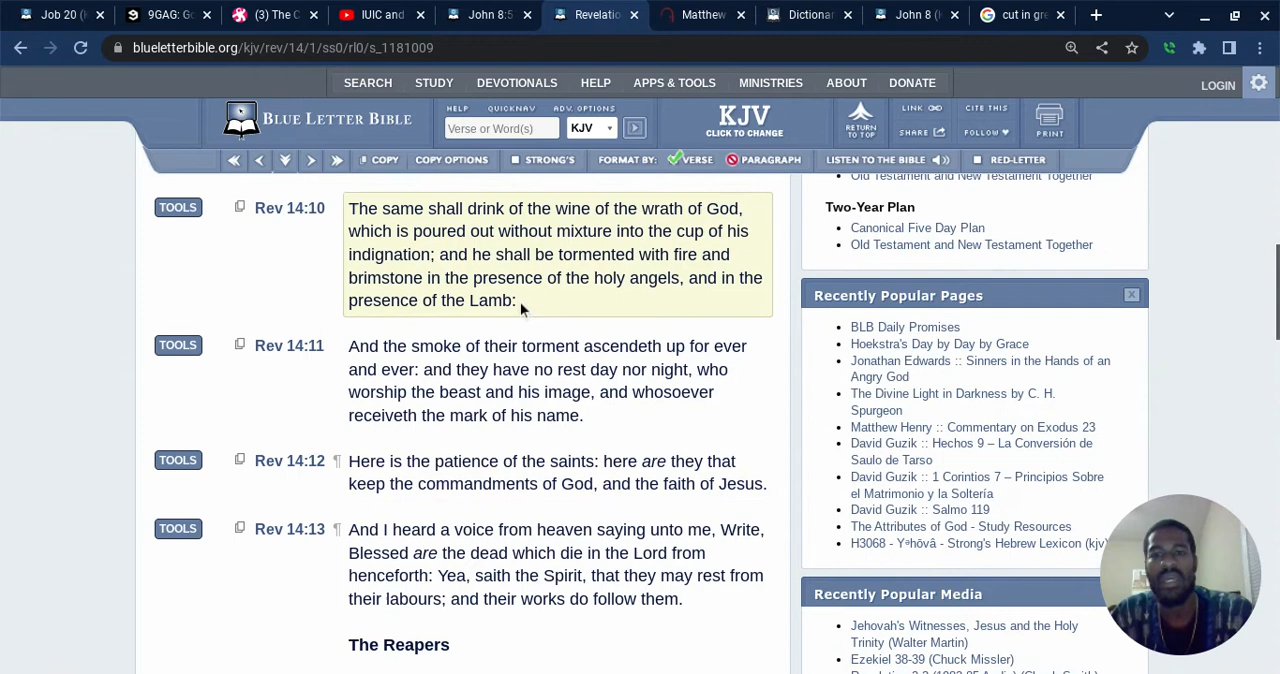 Job 20 (
9GAG: Go
(3) The C
IUIC and
John 8:5
Revelatio
Matthew
Dictionar
John 8 (K
cut in gre
blueletterbible.org/kjv/rev/14/1/ss0/rl0/s_1181009
SEARCH STUDY DEVOTIONALS HELP APPS & TOOLS MINISTRIES ABOUT DONATE
LOGIN
BLUE LETTER BIBLE
HELP QUICKNAV ADV. OPTIONS
Verse or Word(s) KJV
KJV
CLICK TO CHANGE
RETURN
TO TOP
LINK
SHARE
CITE THIS
FOLLOW
PRINT
COPY COPY OPTIONS STRONG'S FORMAT BY: VERSE PARAGRAPH LISTEN TO THE BIBLE RED-LETTER
TOOLS Rev 14:10 The same shall drink of the wine of the wrath of God,
which is poured out without mixture into the cup of his
indignation; and he shall be tormented with fire and
brimstone in the presence of the holy angels, and in the
presence of the Lamb:
TOOLS Rev 14:11 And the smoke of their torment ascendeth up for ever
and ever: and they have no rest day nor night, who
worship the beast and his image, and whosoever
receiveth the mark of his name.
TOOLS Rev 14:12 ¶ Here is the patience of the saints: here are they that
keep the commandments of God, and the faith of Jesus.
TOOLS Rev 14:13 ¶ And I heard a voice from heaven saying unto me, Write,
Blessed are the dead which die in the Lord from
henceforth: Yea, saith the Spirit, that they may rest from
their labours; and their works do follow them.
The Reapers
Old Testament and New Testament Together
Two-Year Plan
Canonical Five Day Plan
Old Testament and New Testament Together
Recently Popular Pages
BLB Daily Promises
Hoekstra's Day by Day by Grace
Jonathan Edwards :: Sinners in the Hands of an
Angry God
The Divine Light in Darkness by C. H.
Spurgeon
Matthew Henry :: Commentary on Exodus 23
David Guzik :: Hechos 9 – La Conversión de
Saulo de Tarso
David Guzik :: 1 Corintios 7 – Principios Sobre
el Matrimonio y la Soltería
David Guzik :: Salmo 119
The Attributes of God - Study Resources
H3068 - Yᵊhōvâ - Strong's Hebrew Lexicon (kjv)
Recently Popular Media
Jehovah's Witnesses, Jesus and the Holy
Trinity (Walter Martin)
Ezekiel 38-39 (Chuck Missler)